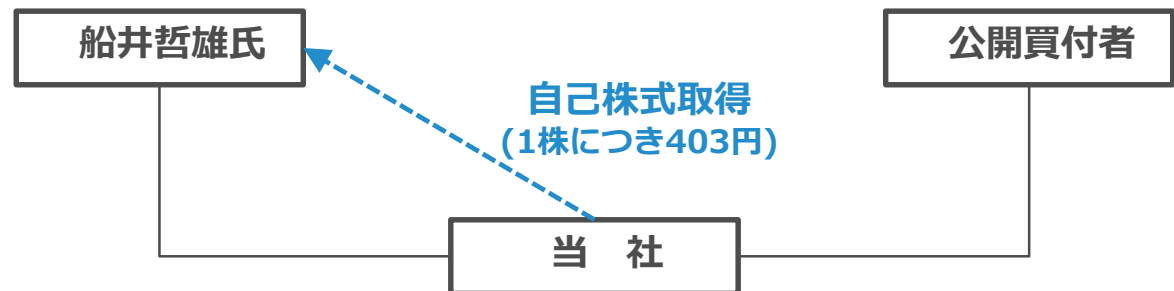 船井哲雄氏
公開買付者
自己株式取得
(1株につき403円)
当 社